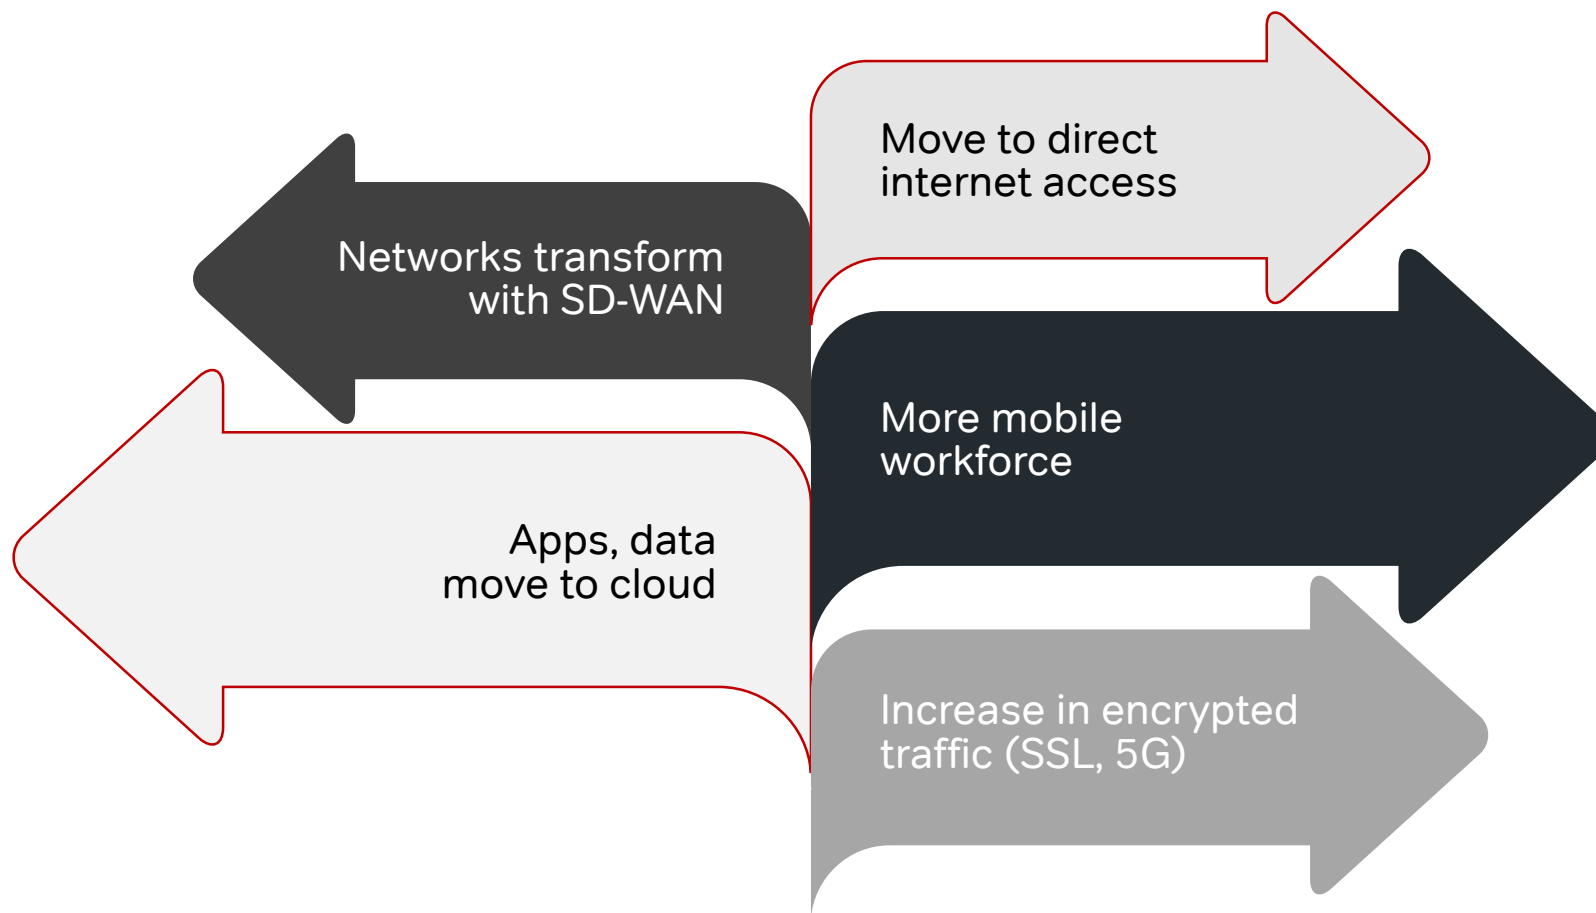 Move to direct
internet access
Networks transform
with SD-WAN
More mobile
workforce
Apps, data
move to cloud
Increase in encrypted
traffic (SSL, 5G)